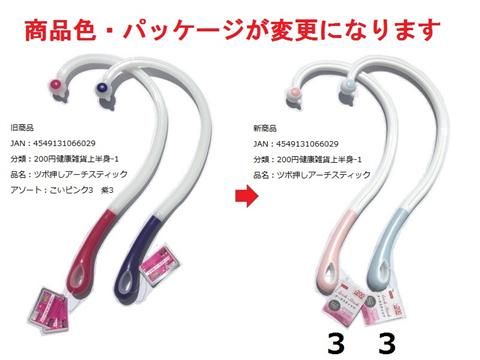 商品色・パッケージが変更になります
旧商品
JAN：4549131066029
分類：200円健康雑貨上半身-1
品名：ツボ押しアーチスティック
アソート：こいピンク3　紫3
新商品
JAN：4549131066029
分類：200円健康雑貨上半身-1
品名：ツボ押しアーチスティック
3 3